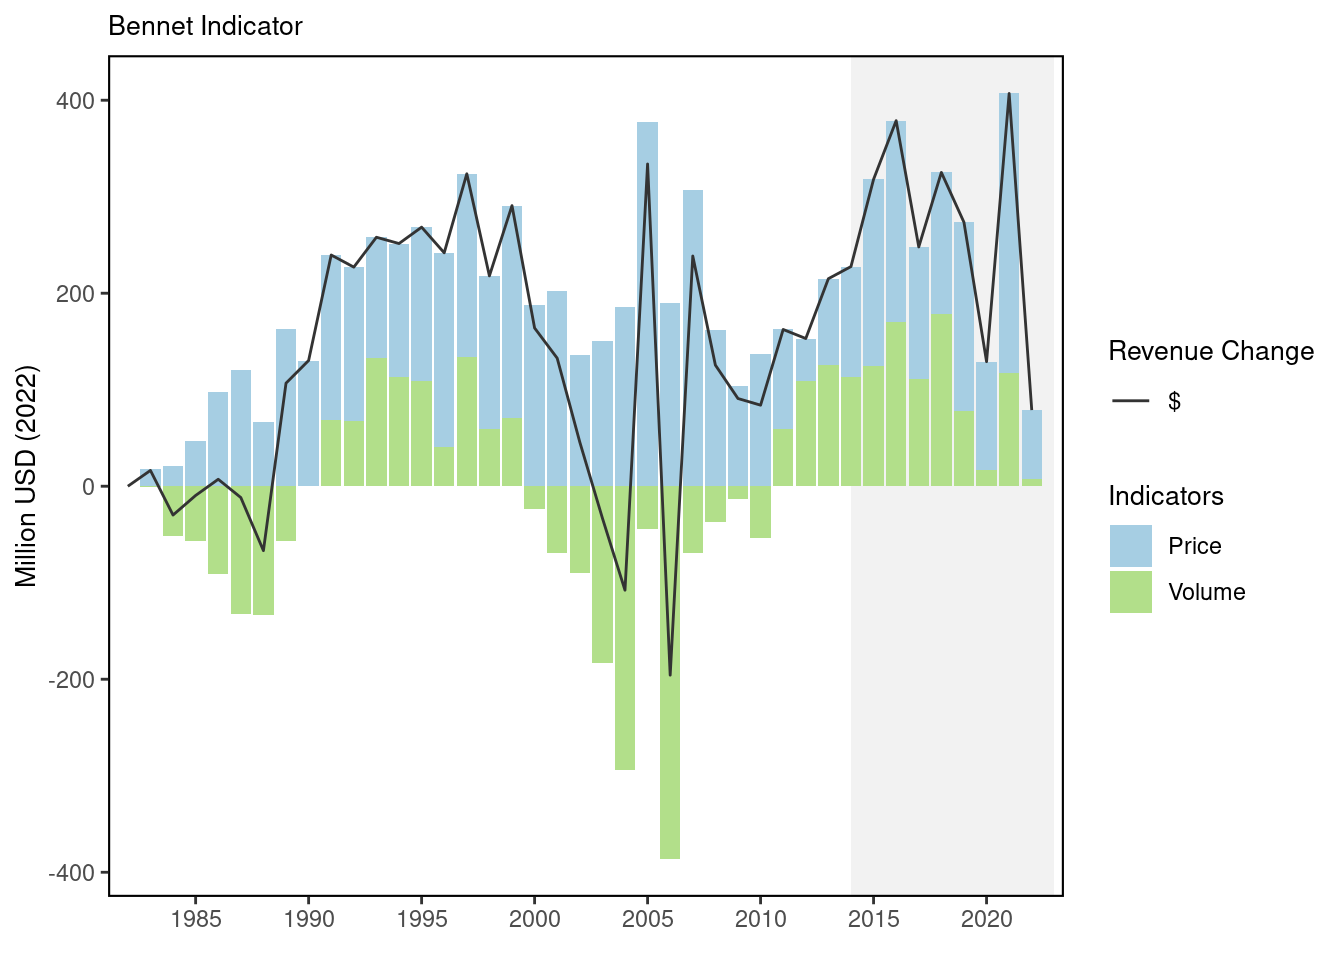 Bennet Indicator
Million USD (2022)
400
200
0
-200
-400
1985
1990
1995
2000
2005
2010
2015
2020
Revenue Change
$
Indicators
Price
Volume